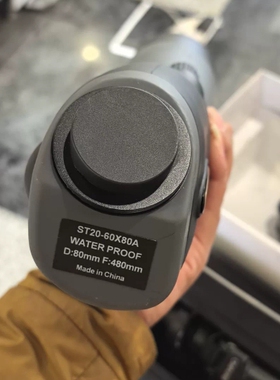 ST20-60X80A
WATER PROOF
D:80mm F:480mm
Made in China